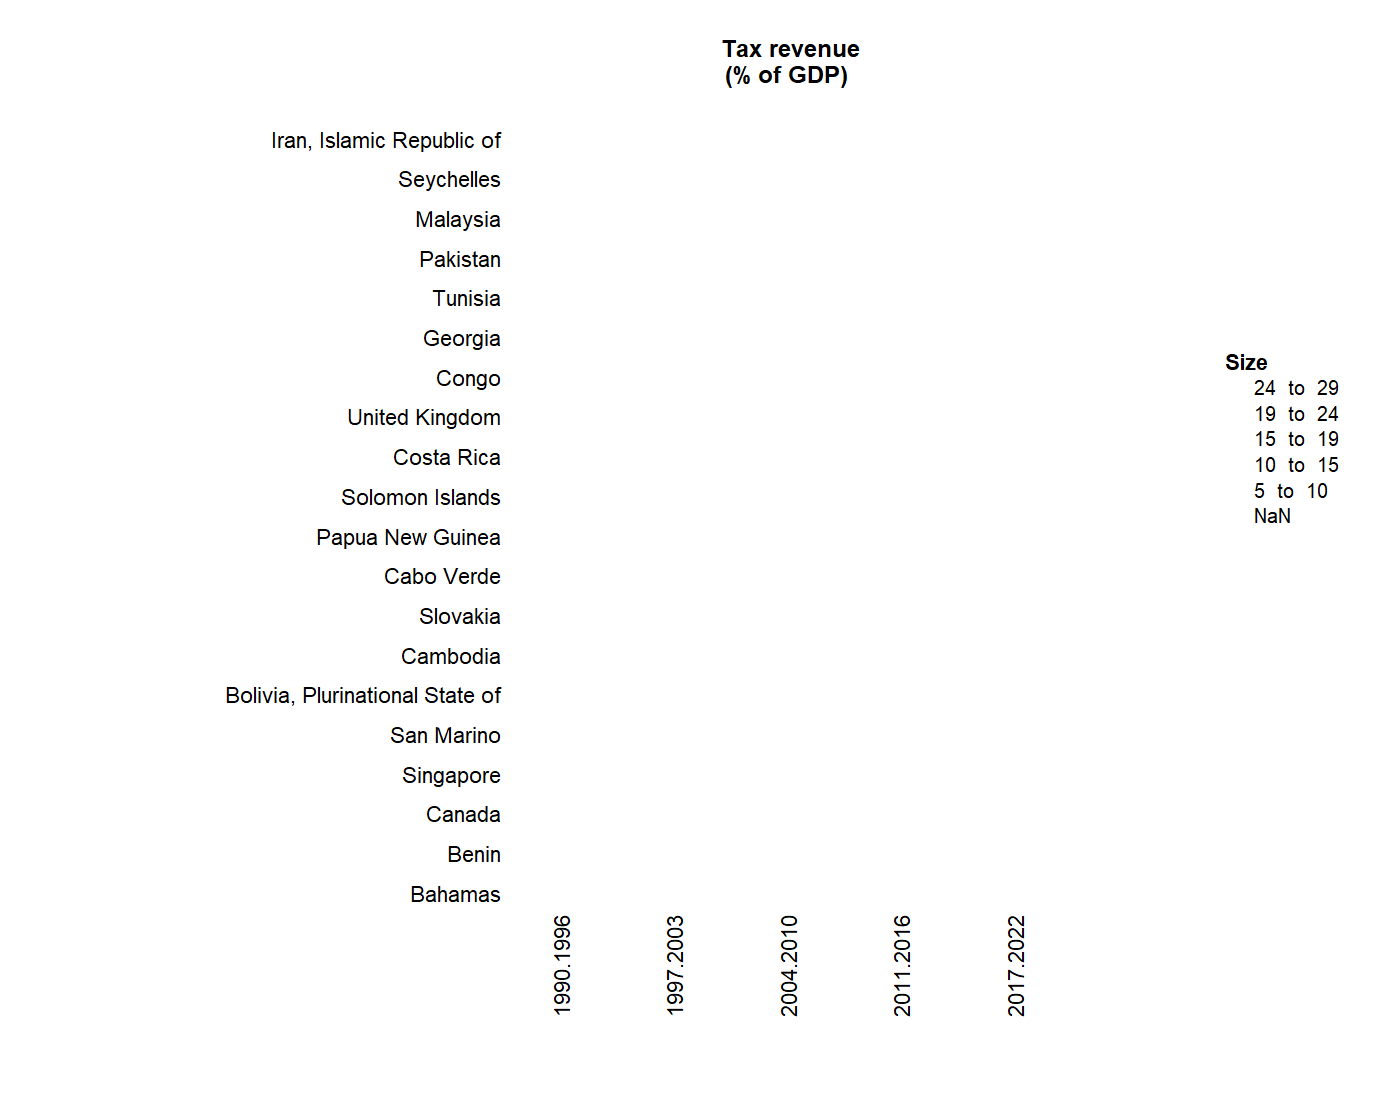 Tax revenue
(% of GDP)
Iran, Islamic Republic of
Seychelles
Malaysia
Pakistan
Tunisia
Georgia
Congo
United Kingdom
Costa Rica
Solomon Islands
Papua New Guinea
Cabo Verde
Slovakia
Cambodia
Bolivia, Plurinational State of
San Marino
Singapore
Canada
Benin
Bahamas
1990.1996
1997.2003
2004.2010
2011.2016
2017.2022
Size
24 to 29
19 to 24
15 to 19
10 to 15
5 to 10
NaN